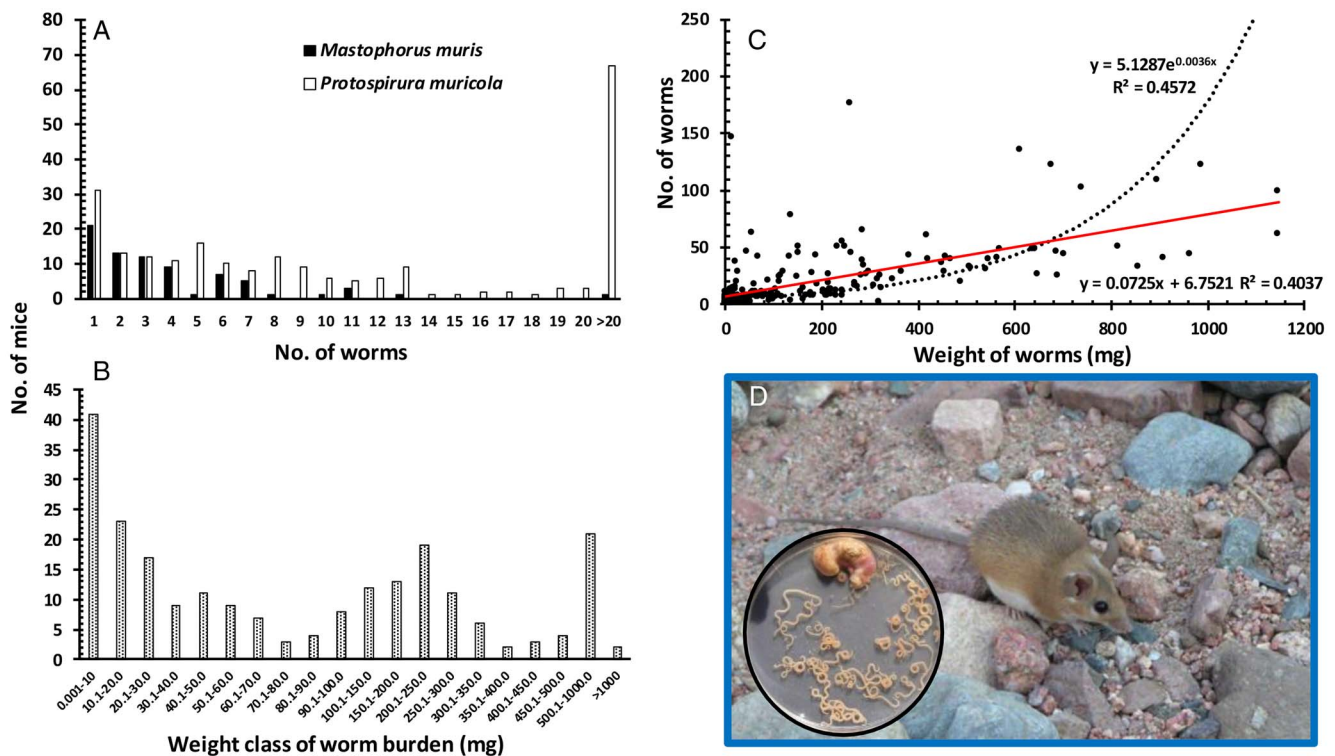 A
80
70
60
50
40
30
20
10
0
Mastophorus muris
Protospirura muricola
1 2 3 4 5 6 7 8 9 10 11 12 13 14 15 16 17 18 19 20 >20
No. of worms
No. of mice
B
45
40
35
30
25
20
15
10
5
0
0.001-10 10.1-20.0 20.1-30.0 30.1-40.0 40.1-50.0 50.1-60.0 60.1-70.0 70.1-80.0 80.1-90.0 90.1-100.0 100.1-150.0 150.1-200.0 200.1-250.0 250.1-300.0 300.1-350.0 350.1-400.0 400.1-450.0 450.1-500.0 500.1-1000.0 >1000
Weight class of worm burden (mg)
C
250
200
150
100
50
0
No. of worms
y = 5.1287e^0.0036x
R² = 0.4572
y = 0.0725x + 6.7521 R² = 0.4037
0 200 400 600 800 1000 1200
Weight of worms (mg)
D